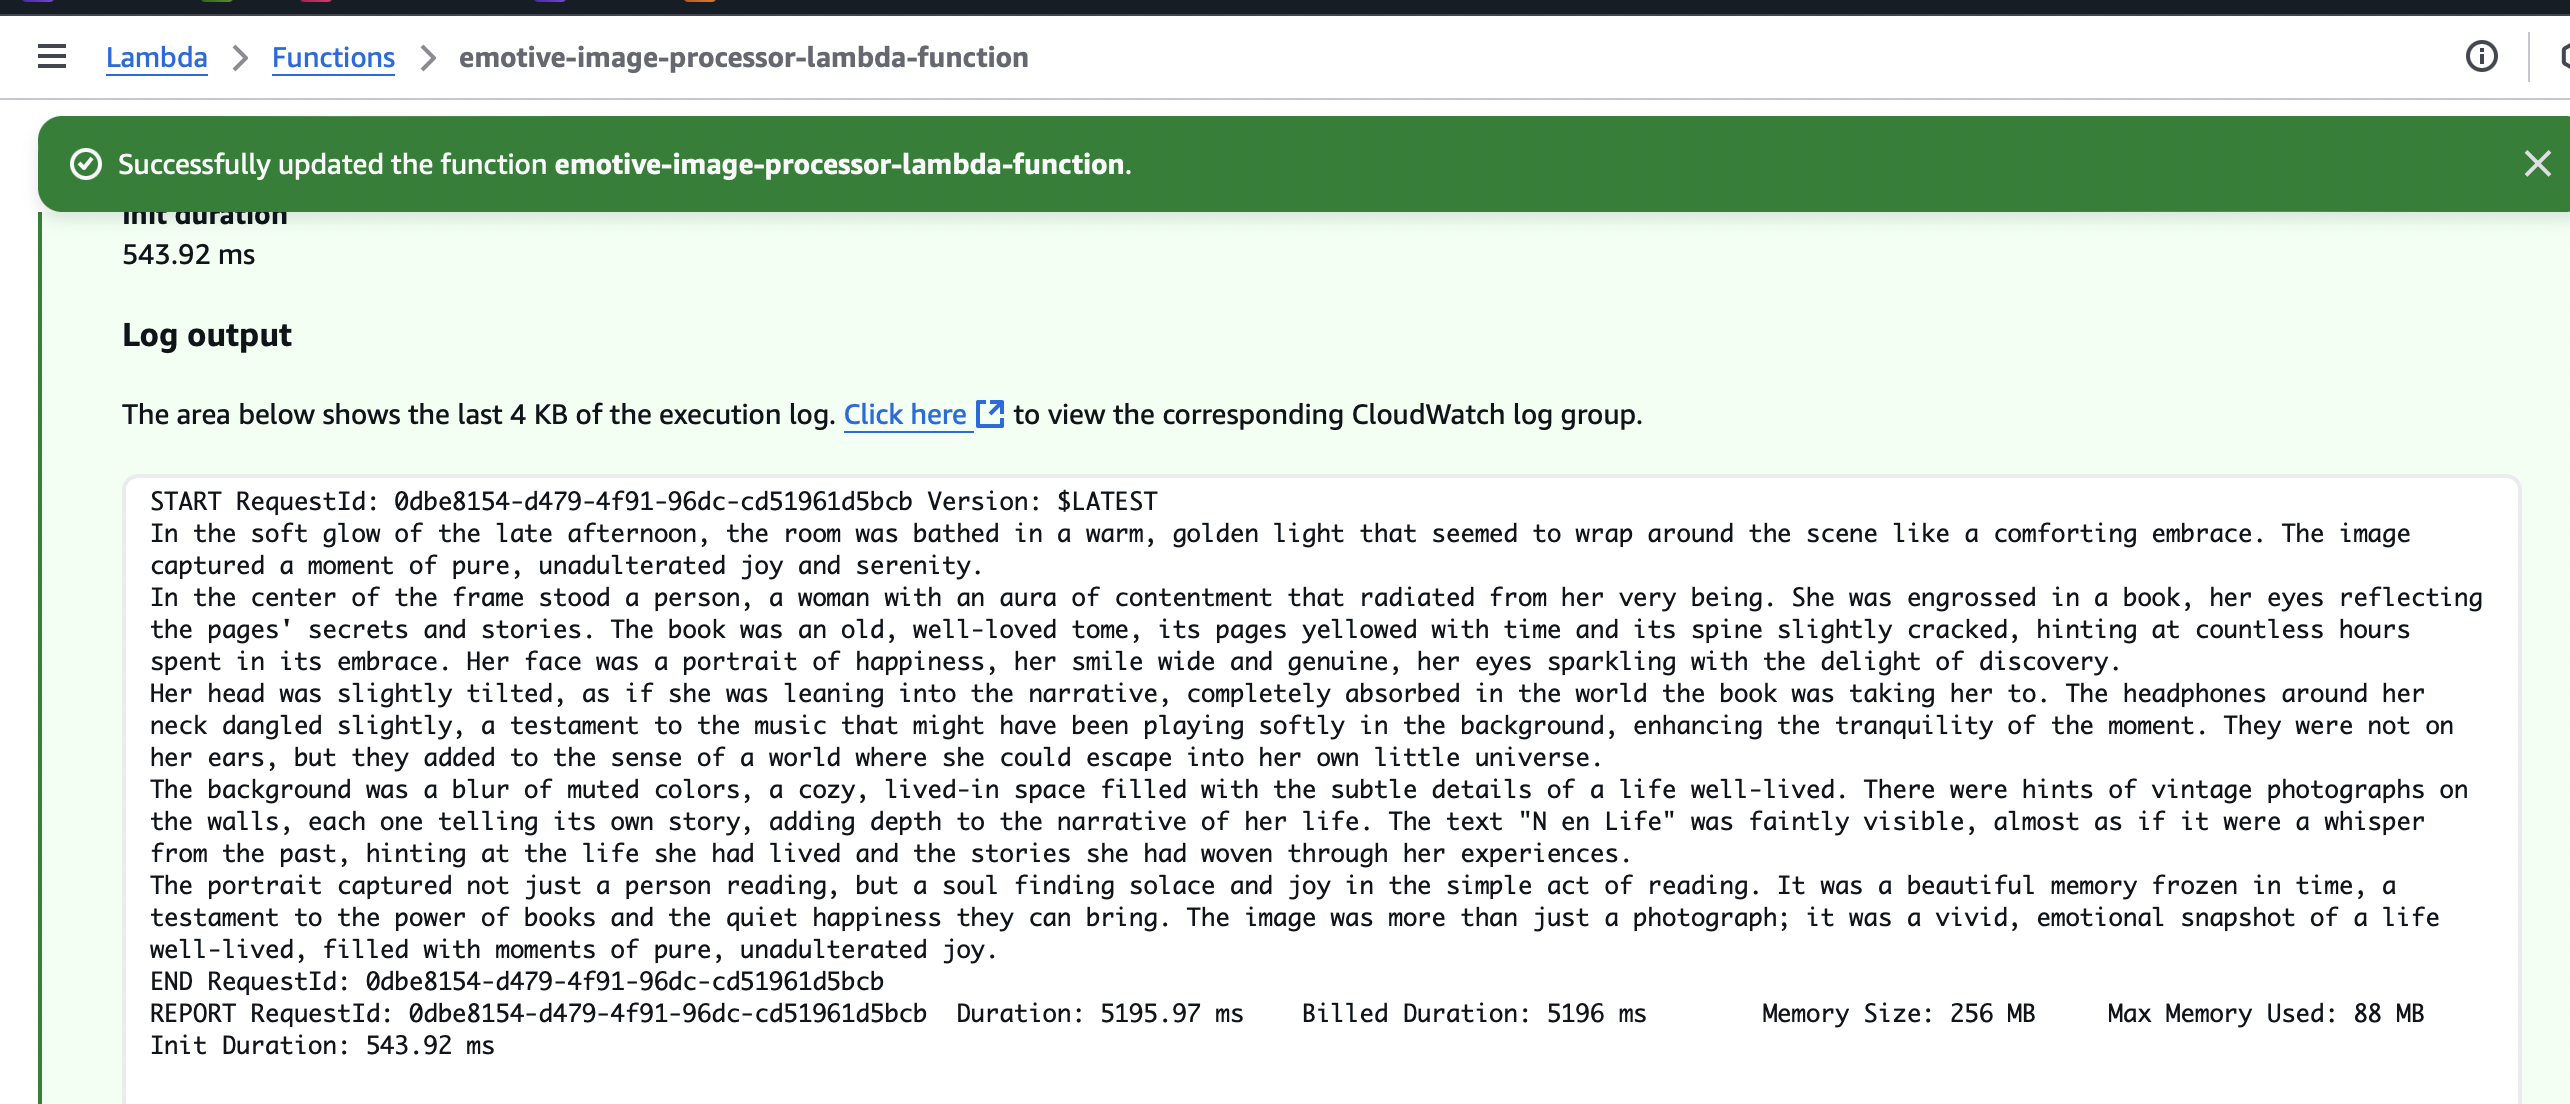 Lambda > Functions > emotive-image-processor-lambda-function
Successfully updated the function emotive-image-processor-lambda-function.
Init duration
543.92 ms
Log output
The area below shows the last 4 KB of the execution log. Click here to view the corresponding CloudWatch log group.
START RequestId: 0dbe8154-d479-4f91-96dc-cd51961d5bcb Version: $LATEST
In the soft glow of the late afternoon, the room was bathed in a warm, golden light that seemed to wrap around the scene like a comforting embrace. The image
captured a moment of pure, unadulterated joy and serenity.
In the center of the frame stood a person, a woman with an aura of contentment that radiated from her very being. She was engrossed in a book, her eyes reflecting
the pages' secrets and stories. The book was an old, well-loved tome, its pages yellowed with time and its spine slightly cracked, hinting at countless hours
spent in its embrace. Her face was a portrait of happiness, her smile wide and genuine, her eyes sparkling with the delight of discovery.
Her head was slightly tilted, as if she was leaning into the narrative, completely absorbed in the world the book was taking her to. The headphones around her
neck dangled slightly, a testament to the music that might have been playing softly in the background, enhancing the tranquility of the moment. They were not on
her ears, but they added to the sense of a world where she could escape into her own little universe.
The background was a blur of muted colors, a cozy, lived-in space filled with the subtle details of a life well-lived. There were hints of vintage photographs on
the walls, each one telling its own story, adding depth to the narrative of her life. The text "N en Life" was faintly visible, almost as if it were a whisper
from the past, hinting at the life she had lived and the stories she had woven through her experiences.
The portrait captured not just a person reading, but a soul finding solace and joy in the simple act of reading. It was a beautiful memory frozen in time, a
testament to the power of books and the quiet happiness they can bring. The image was more than just a photograph; it was a vivid, emotional snapshot of a life
well-lived, filled with moments of pure, unadulterated joy.
END RequestId: 0dbe8154-d479-4f91-96dc-cd51961d5bcb
REPORT RequestId: 0dbe8154-d479-4f91-96dc-cd51961d5bcb Duration: 5195.97 ms Billed Duration: 5196 ms Memory Size: 256 MB Max Memory Used: 88 MB
Init Duration: 543.92 ms